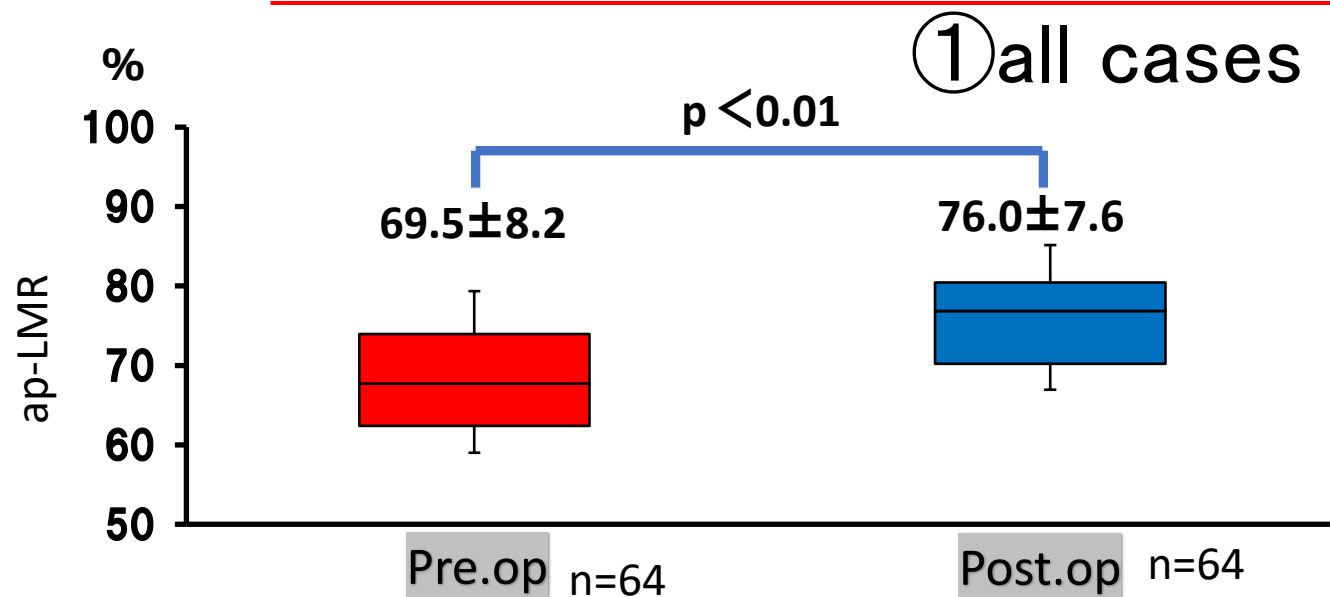 ①all cases
%
p＜0.01
100
90
80
70
60
50
ap-LMR
69.5±8.2
76.0±7.6
Pre.op n=64
Post.op n=64